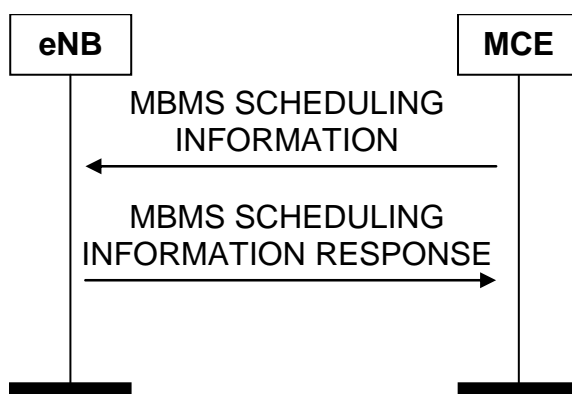 eNB
MCE
MBMS SCHEDULING
INFORMATION
MBMS SCHEDULING
INFORMATION RESPONSE